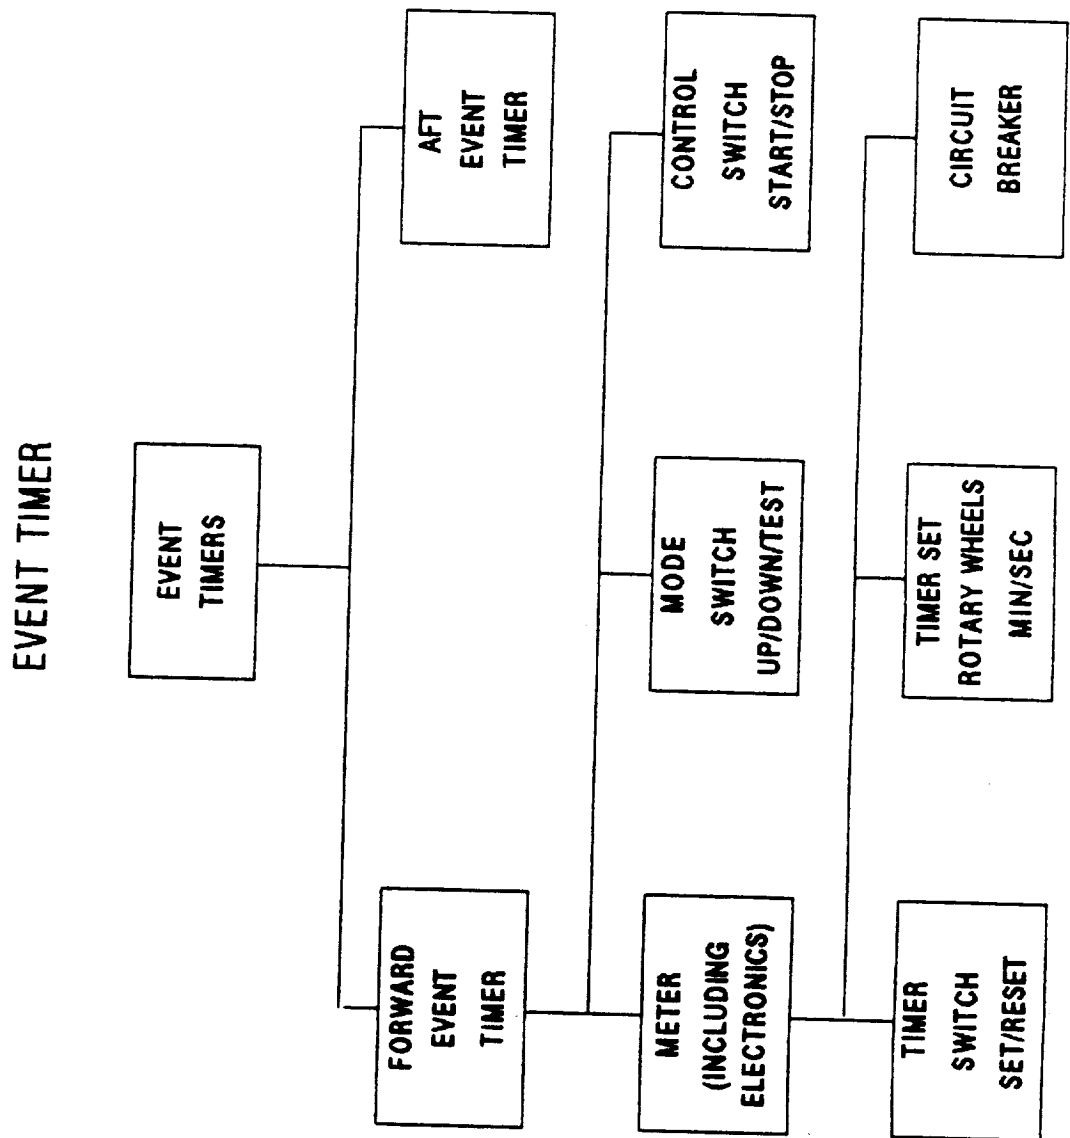 EVENT TIMER
EVENT
TIMERS
FORWARD
EVENT
TIMER
AFT
EVENT
TIMER
METER
(INCLUDING
ELECTRONICS)
MODE
SWITCH
UP/DOWN/TEST
CONTROL
SWITCH
START/STOP
TIMER
SWITCH
SET/RESET
TIMER SET
ROTARY WHEELS
MIN/SEC
CIRCUIT
BREAKER